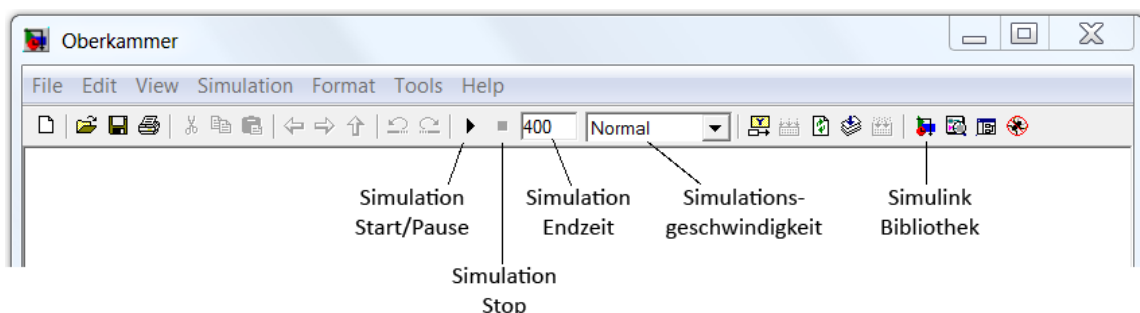 Oberkammer
File Edit View Simulation Format Tools Help
400 Normal
Simulation Simulation Simulations- Simulink
Start/Pause Endzeit geschwindigkeit Bibliothek
Simulation
Stop